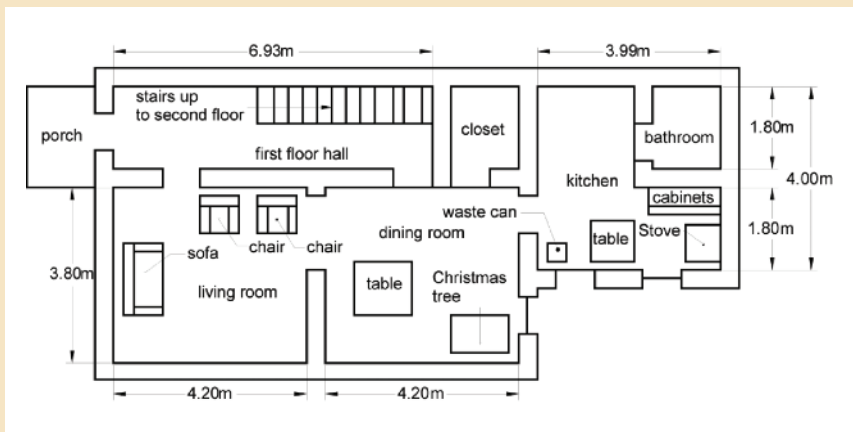 6.93m
3.99m
stairs up
to second floor
porch
closet
bathroom
1.80m
first floor hall
kitchen
4.00m
cabinets
waste can
dining room
table
Stove
1.80m
chair
chair
sofa
3.80m
living room
table
Christmas
tree
4.20m
4.20m